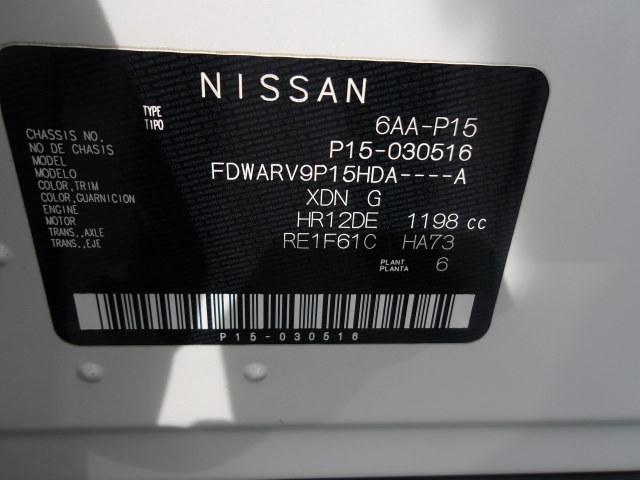 NISSAN
TYPE
TIPO 6AA-P15
CHASSIS NO.
NO DE CHASIS P15-030516
MODEL
MODELO FDWARV9P15HDA----A
COLOR,TRIM
COLOR,GUARNICION XDN G
ENGINE
MOTOR HR12DE 1198 cc
TRANS.,AXLE
TRANS.,EJE RE1F61C HA73
PLANT
PLANTA 6
P15-030516